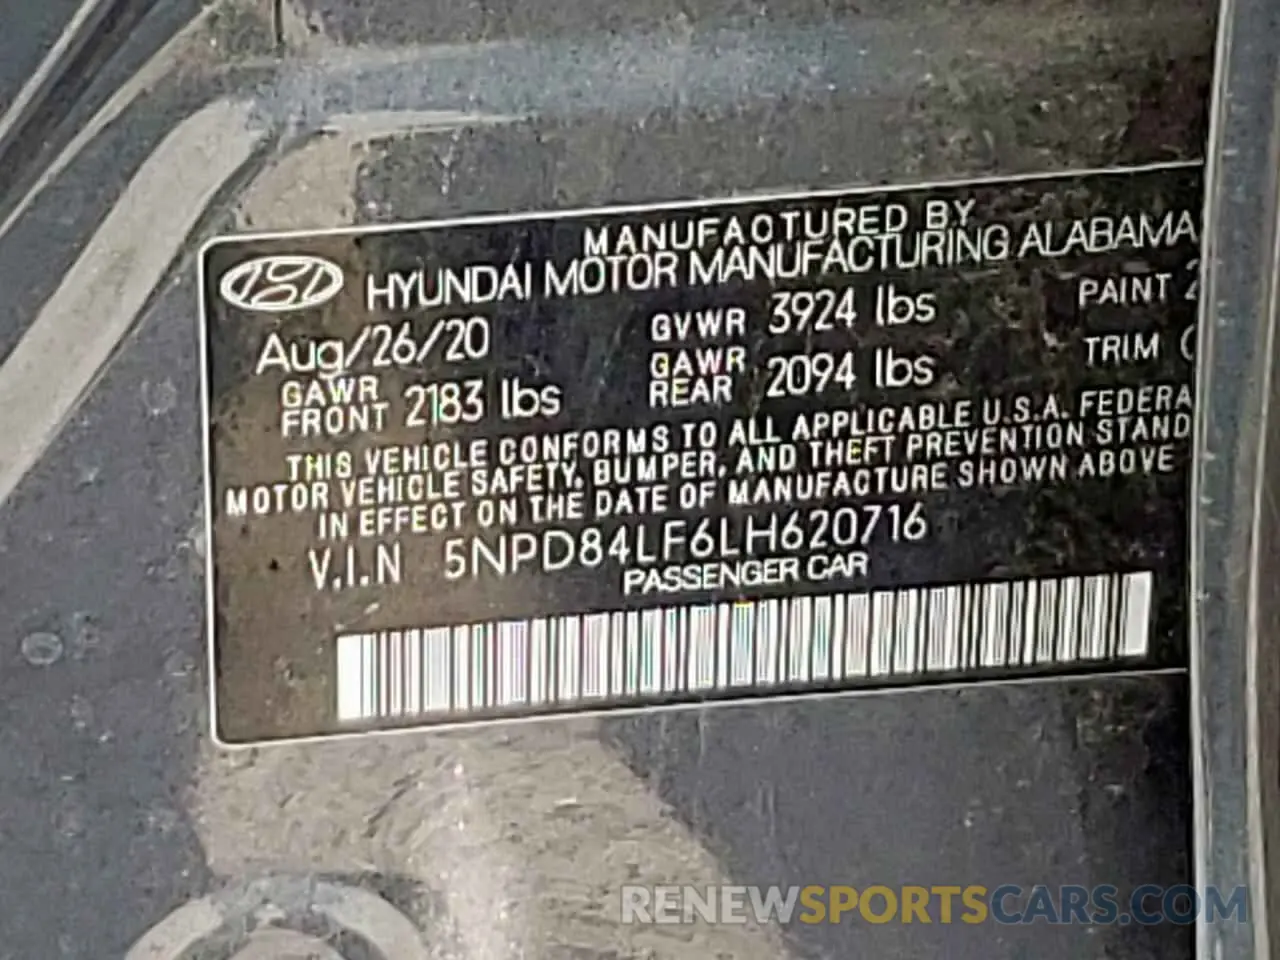 MANUFACTURED BY
HYUNDAI MOTOR MANUFACTURING ALABAMA
Aug/26/20 GVWR 3924 lbs PAINT
GAWR FRONT 2183 lbs GAWR REAR 2094 lbs TRIM
THIS VEHICLE CONFORMS TO ALL APPLICABLE U.S.A. FEDERA
MOTOR VEHICLE SAFETY, BUMPER, AND THEFT PREVENTION STAND
IN EFFECT ON THE DATE OF MANUFACTURE SHOWN ABOVE
V.I.N 5NPD84LF6LH620716
PASSENGER CAR
RENEWSPORTSCARS.COM